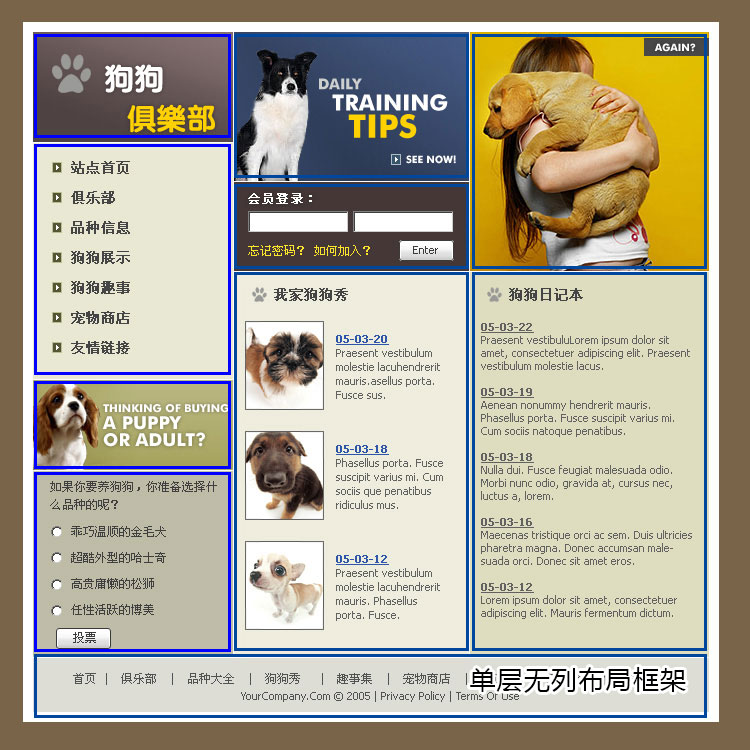 狗狗
俱樂部
站点首页
俱乐部
品种信息
狗狗展示
狗狗趣事
宠物商店
友情链接
THINKING OF BUYING
A PUPPY
OR ADULT?
如果你要养狗狗，你准备选择什
么品种的呢？
乖巧温顺的金毛犬
超酷外型的哈士奇
高贵庸懒的松狮
任性活跃的博美
投票
DAILY
TRAINING
TIPS
SEE NOW!
会员登录：
忘记密码? 如何加入?
Enter
我家狗狗秀
05-03-20
Praesent vestibulum
molestie lacuhendrerit
mauris.asellus porta.
Fusce sus.
05-03-18
Phasellus porta. Fusce
suscipit varius mi. Cum
sociis que penatibus
ridiculus mus.
05-03-12
Praesent vestibulum
molestie lacuhendrerit
mauris. Phasellus
porta. Fusce.
AGAIN?
狗狗日记本
05-03-22
Praesent vestibuluLorem ipsum dolor sit
amet, consectetuer adipiscing elit. Praesent
vestibulum molestie lacus.
05-03-19
Aenean nonummy hendrerit mauris.
Phasellus porta. Fusce suscipit varius mi.
Cum sociis natoque penatibus.
05-03-18
Nulla dui. Fusce feugiat malesuada odio.
Morbi nunc odio, gravida at, cursus nec,
luctus a, lorem.
05-03-16
Maecenas tristique orci ac sem. Duis ultricies
pharetra magna. Donec accumsan male-
suada orci. Donec sit amet eros.
05-03-12
Lorem ipsum dolor sit amet, consectetuer
adipiscing elit. Mauris fermentum dictum.
首页 | 俱乐部 | 品种大全 | 狗狗秀 | 趣事集 | 宠物商店 |
单层无列布局框架
YourCompany.Com © 2005 | Privacy Policy | Terms Of Use